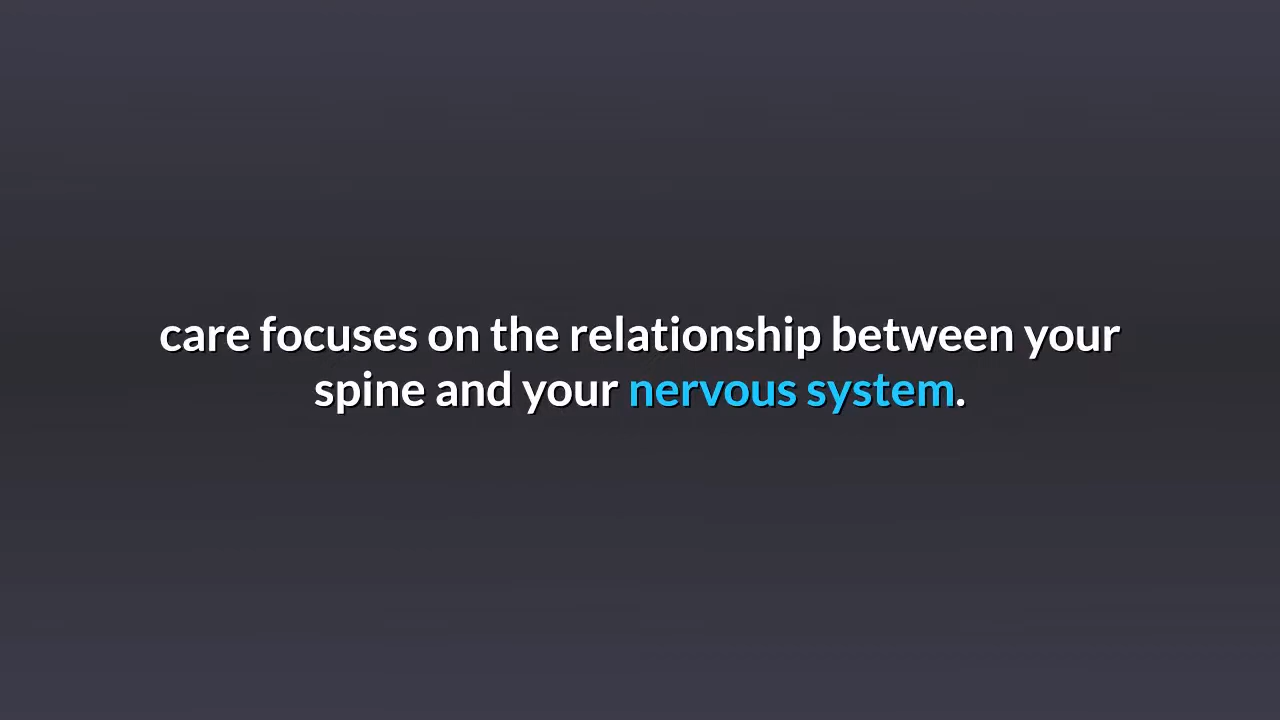 care focuses on the relationship between your
spine and your nervous system.